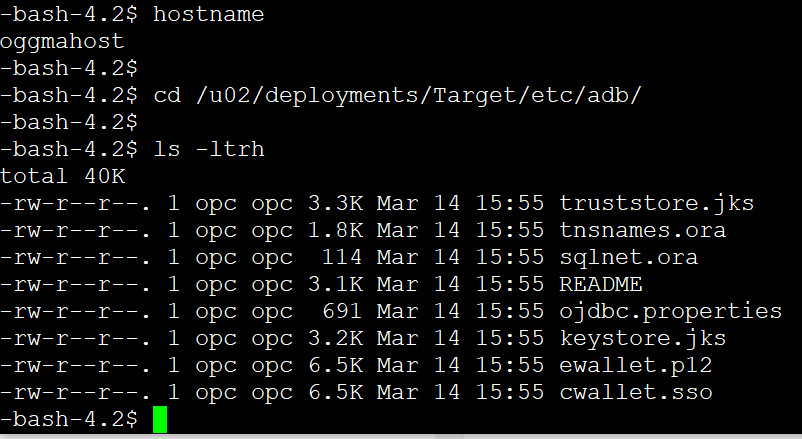 -bash-4.2$ hostname
oggmahost
-bash-4.2$
-bash-4.2$ cd /u02/deployments/Target/etc/adb/
-bash-4.2$
-bash-4.2$ ls -ltrh
total 40K
-rw-r--r--. 1 opc opc 3.3K Mar 14 15:55 truststore.jks
-rw-r--r--. 1 opc opc 1.8K Mar 14 15:55 tnsnames.ora
-rw-r--r--. 1 opc opc  114 Mar 14 15:55 sqlnet.ora
-rw-r--r--. 1 opc opc 3.1K Mar 14 15:55 README
-rw-r--r--. 1 opc opc  691 Mar 14 15:55 ojdbc.properties
-rw-r--r--. 1 opc opc 3.2K Mar 14 15:55 keystore.jks
-rw-r--r--. 1 opc opc 6.5K Mar 14 15:55 ewallet.p12
-rw-r--r--. 1 opc opc 6.5K Mar 14 15:55 cwallet.sso
-bash-4.2$